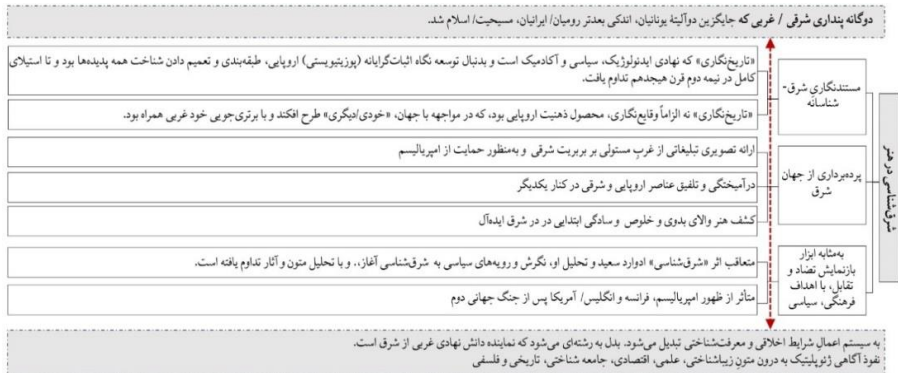 دوگانه پنداری شرقی / غربی که جایگزین دوآلیتۀ یونانیان، اندکی بعدتر رومیان/ ایرانیان، مسیحیت/ اسلام شد.
شرق‌شناسی در هنر
مستندنگاری شرق-
شناسانه
«تاریخ‌نگاری» که نهادی ایدئولوژیک، سیاسی و آکادمیک است و بدنبال توسعه نگاه اثبات‌گرایانه (پوزیتیویستی) اروپایی، طبقه‌بندی و تعمیم دادن شناخت همه پدیده‌ها بود و تا استیلای
کامل در نیمه دوم قرن هیجدهم تداوم یافت.
«تاریخ‌نگاری» نه الزاماً وقایع‌نگاری، محصول ذهنیت اروپایی بود، که در مواجهه با جهان، «خودی/دیگری» طرح افکند و با برتری‌جویی خود غربی همراه بود.
پرده‌برداری از جهان
شرق
ارائه تصویری تبلیغاتی از غربِ مستولی بر بربریت شرقی و به‌منظور حمایت از امپریالیسم
درآمیختگی و تلفیق عناصر اروپایی و شرقی در کنار یکدیگر
کشف هنر والای بدوی و خلوص و سادگی ابتدایی در در شرق ایده‌آل
به‌مثابه ابزار
بازنمایش تضاد و
تقابل، با اهداف
فرهنگی، سیاسی
متعاقب اثر «شرق‌شناسی» ادوارد سعید و تحلیل او، نگرش و رویه‌های سیاسی به شرق‌شناسی آغاز،. و با تحلیل متون و آثار تداوم یافته است.
متأثر از ظهور امپریالیسم، فرانسه و انگلیس/ آمریکا پس از جنگ جهانی دوم
به سیستم اعمالِ شرایط اخلاقی و معرفت‌شناختی تبدیل می‌شود. بدل به رشته‌ای می‌شود که نماینده دانش نهادی غربی از شرق است.
نفوذ آگاهی ژئوپلیتیک به درون متونِ زیباشناختی، علمی، اقتصادی، جامعه شناختی، تاریخی و فلسفی